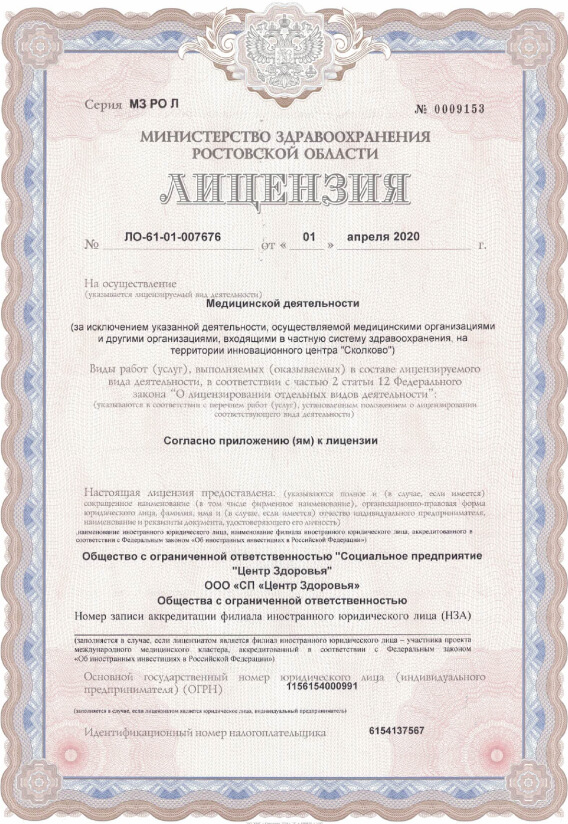 Серия МЗ РО Л
№ 0009153
МИНИСТЕРСТВО ЗДРАВООХРАНЕНИЯ
РОСТОВСКОЙ ОБЛАСТИ
ЛИЦЕНЗИЯ
№ ЛО-61-01-007676 от « 01 » апреля 2020 г.
На осуществление
(указывается лицензируемый вид деятельности)
Медицинской деятельности
(за исключением указанной деятельности, осуществляемой медицинскими организациями
и другими организациями, входящими в частную систему здравоохранения, на
территории инновационного центра "Сколково")
Виды работ (услуг), выполняемых (оказываемых) в составе лицензируемого
вида деятельности, в соответствии с частью 2 статьи 12 Федерального
закона "О лицензировании отдельных видов деятельности":
(указываются в соответствии с перечнем работ (услуг), установленным положением о лицензировании
соответствующего вида деятельности)
Согласно приложению (ям) к лицензии
Настоящая лицензия предоставлена: (указываются полное и (в случае, если имеется)
сокращенное наименование (в том числе фирменное наименование), организационно-правовая форма
юридического лица, фамилия, имя и (в случае, если имеется) отчество индивидуального предпринимателя,
наименование и реквизиты документа, удостоверяющего его личность)
,наименование иностранного юридического лица, наименование филиала иностранного юридического лица, аккредитованного в
соответствии с Федеральным законом «Об иностранных инвестициях в Российской Федерации»)
Общество с ограниченной ответственностью "Социальное предприятие
"Центр Здоровья"
ООО «СП «Центр Здоровья»
Общества с ограниченной ответственностью
Номер записи аккредитации филиала иностранного юридического лица (НЗА)
(заполняется в случае, если лицензиатом является филиал иностранного юридического лица – участника проекта
международного медицинского кластера, аккредитованный в соответствии с Федеральным законом
«Об иностранных инвестициях в Российской Федерации»)
Основной государственный номер юридического лица (индивидуального
предпринимателя) (ОГРН) 1156154000991
(заполняется в случае, если лицензиатом является юридическое лицо, индивидуальный предприниматель)
Идентификационный номер налогоплательщика 6154137567